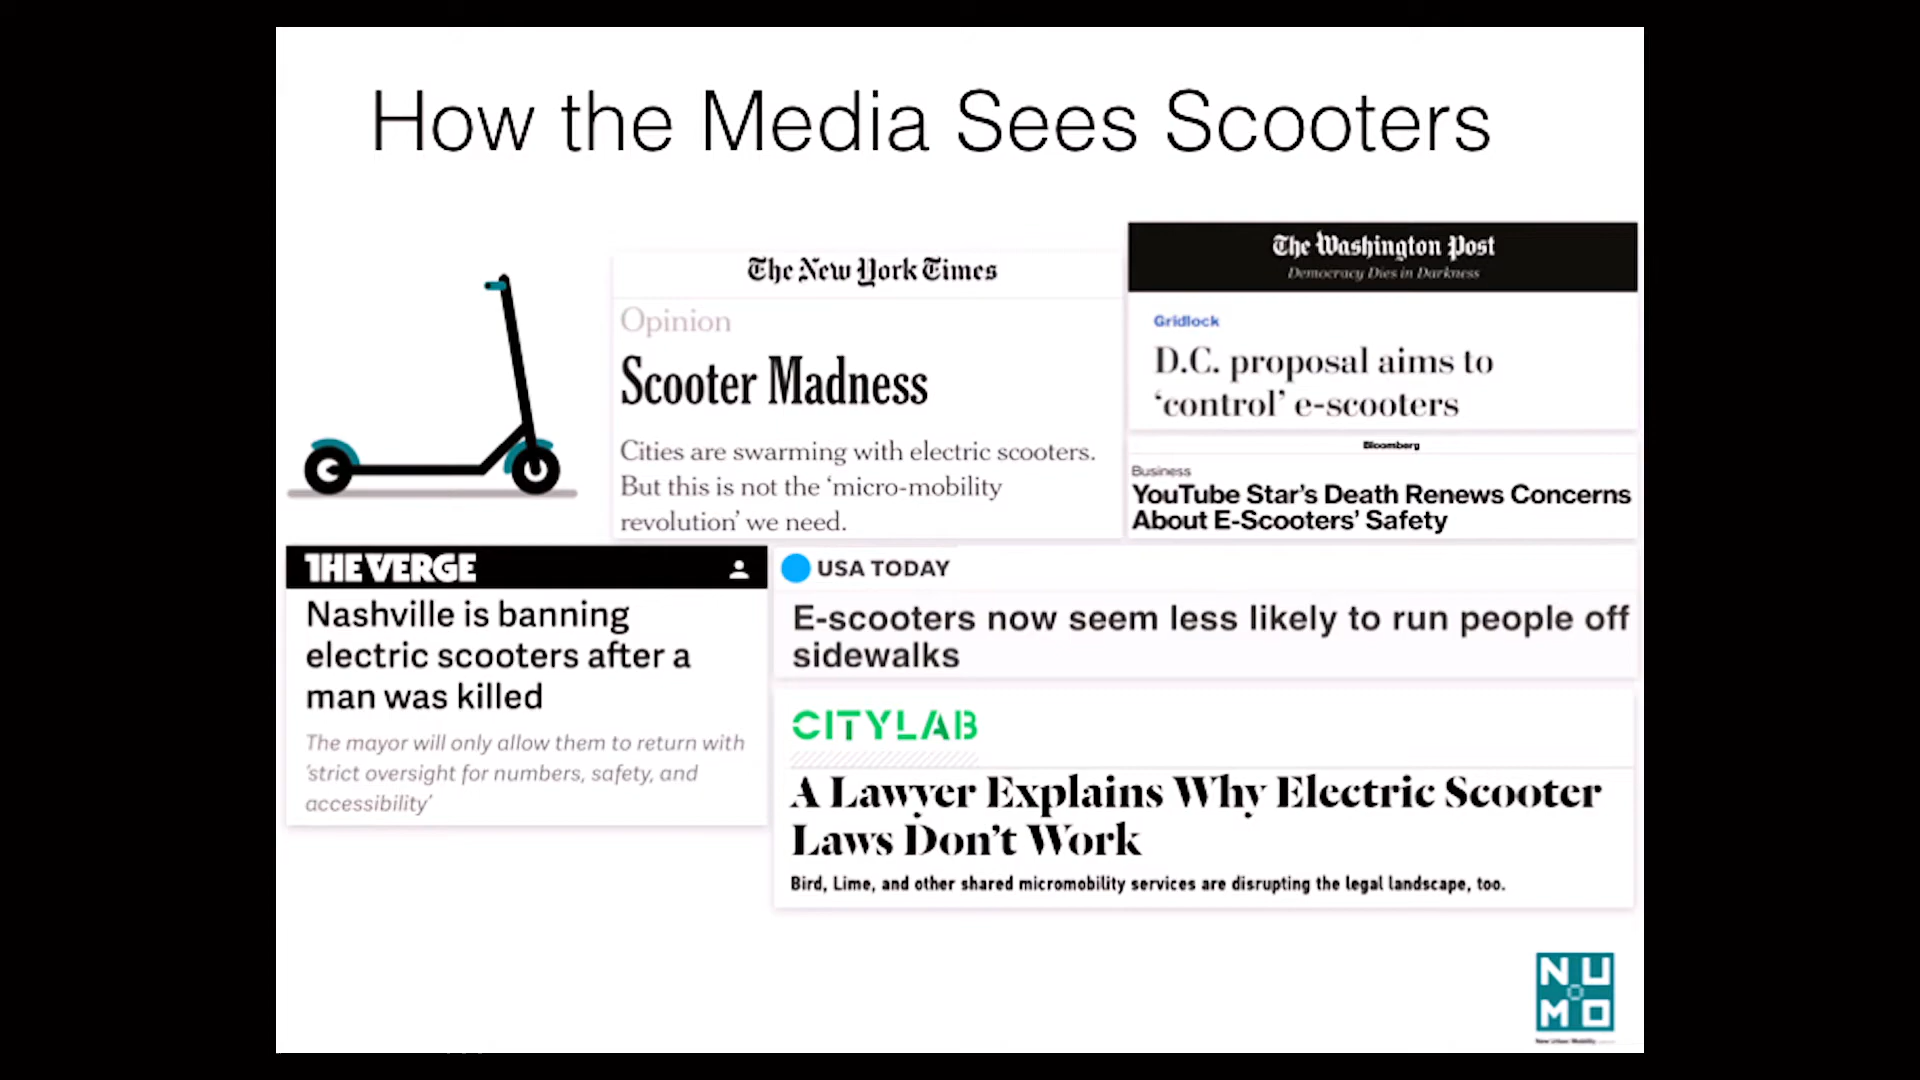 How the Media Sees Scooters
The New York Times
Opinion
Scooter Madness
Cities are swarming with electric scooters.
But this is not the ‘micro-mobility
revolution’ we need.
The Washington Post
Democracy Dies in Darkness
Gridlock
D.C. proposal aims to
‘control’ e-scooters
Bloomberg
Business
YouTube Star’s Death Renews Concerns
About E-Scooters’ Safety
THE VERGE
Nashville is banning
electric scooters after a
man was killed
The mayor will only allow them to return with
‘strict oversight for numbers, safety, and
accessibility’
USA TODAY
E-scooters now seem less likely to run people off
sidewalks
CITYLAB
A Lawyer Explains Why Electric Scooter
Laws Don’t Work
Bird, Lime, and other shared micromobility services are disrupting the legal landscape, too.
NU
MO
New Urban Mobility